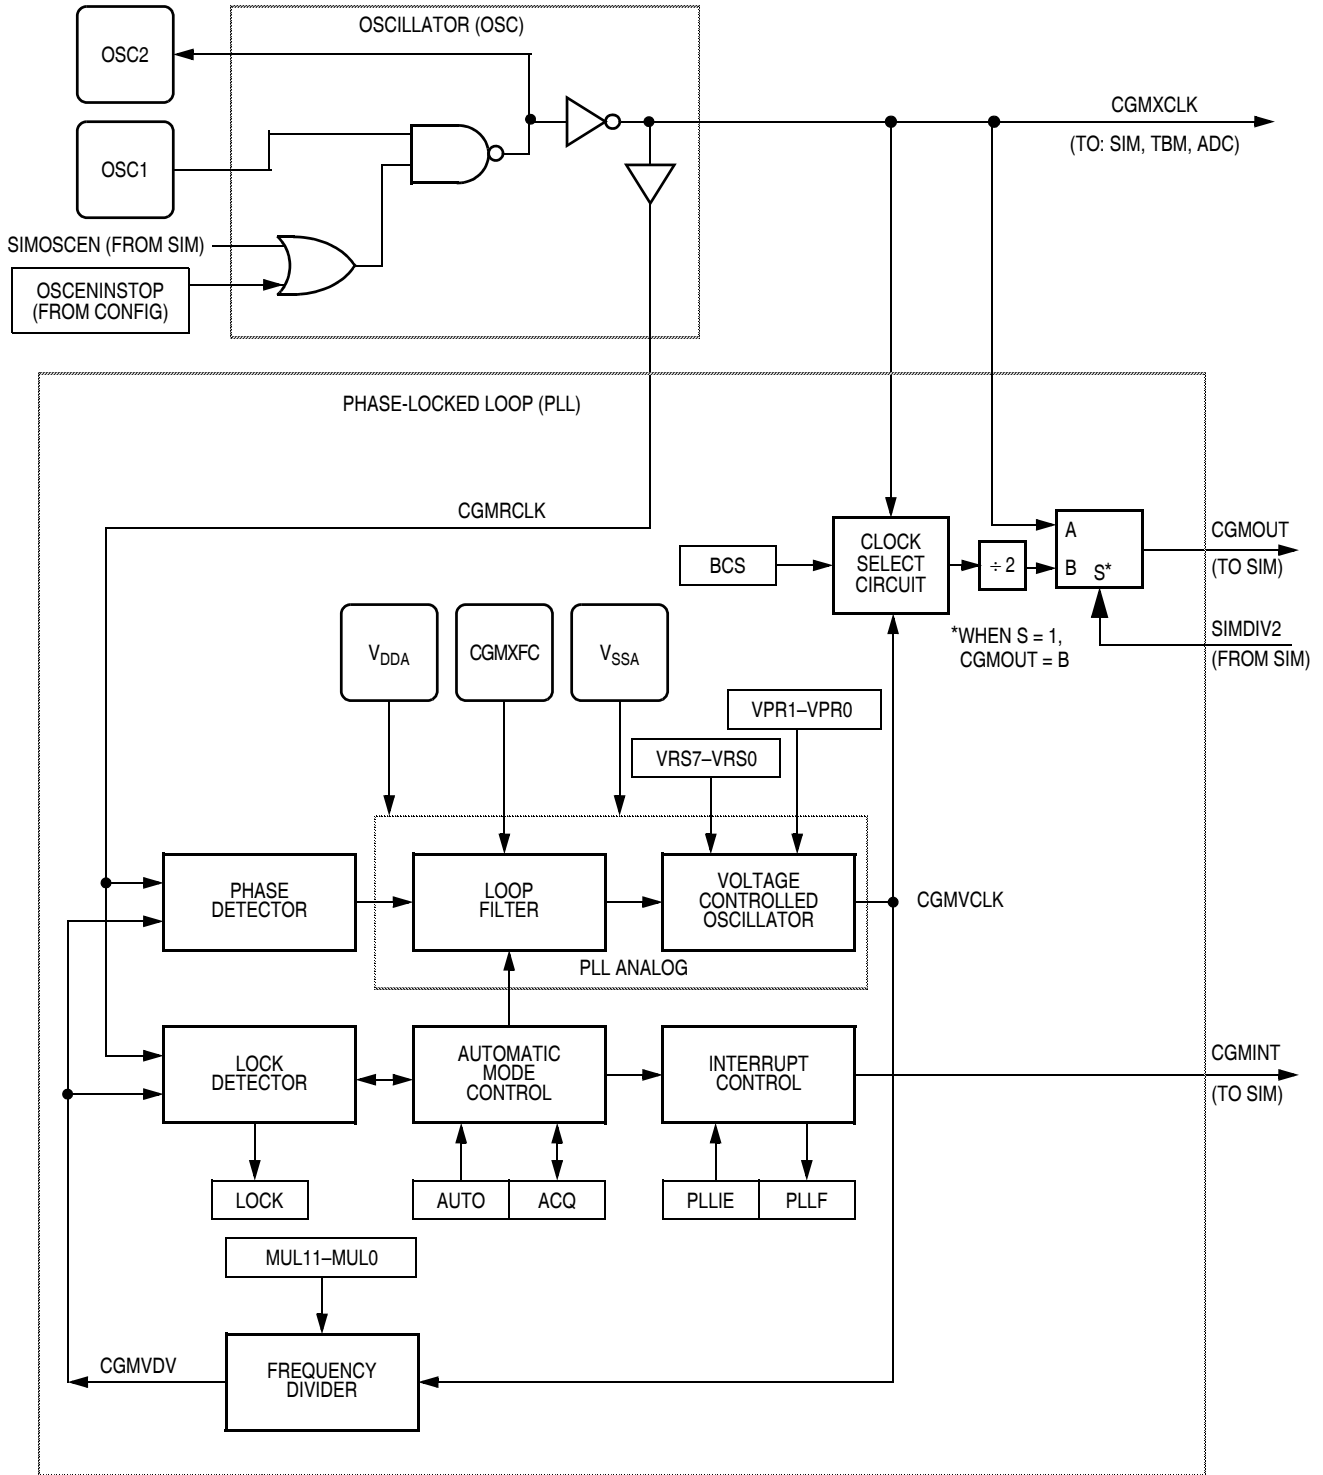 OSCILLATOR (OSC)
OSC2
CGMXCLK
(TO: SIM, TBM, ADC)
OSC1
SIMOSCEN (FROM SIM)
OSCENINSTOP
(FROM CONFIG)
PHASE-LOCKED LOOP (PLL)
CGMRCLK
BCS
CLOCK
SELECT
CIRCUIT
÷ 2
A
B
S*
CGMOUT
(TO SIM)
*WHEN S = 1,
CGMOUT = B
SIMDIV2
(FROM SIM)
VDDA
CGMXFC
VSSA
VPR1–VPR0
VRS7–VRS0
PHASE
DETECTOR
LOOP
FILTER
VOLTAGE
CONTROLLED
OSCILLATOR
CGMVCLK
PLL ANALOG
LOCK
DETECTOR
AUTOMATIC
MODE
CONTROL
INTERRUPT
CONTROL
CGMINT
(TO SIM)
LOCK
AUTO
ACQ
PLLIE
PLLF
MUL11–MUL0
CGMVDV
FREQUENCY
DIVIDER